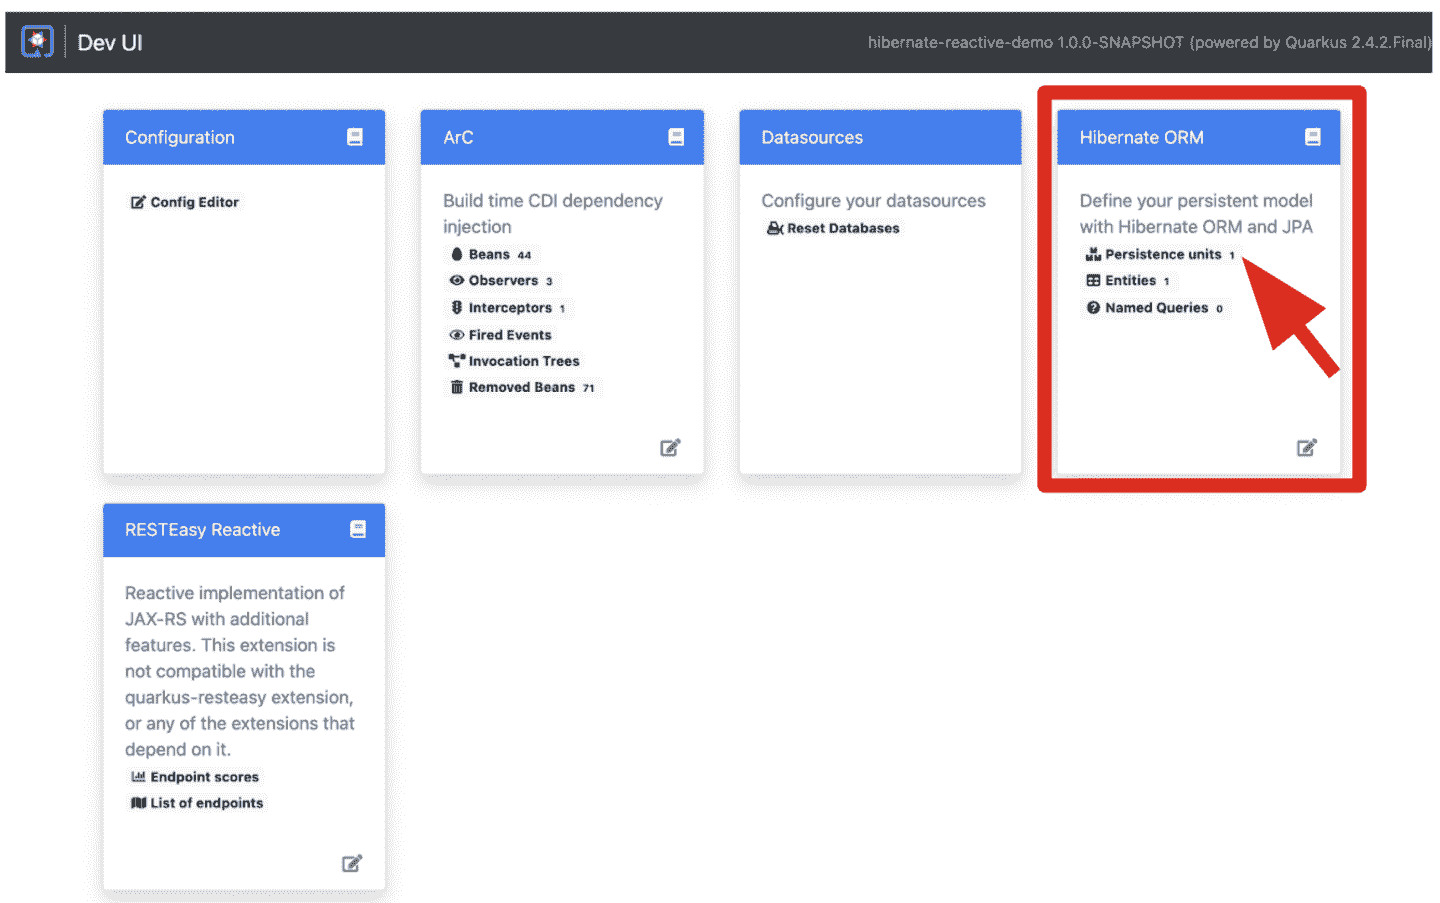 Dev UI
hibernate-reactive-demo 1.0.0-SNAPSHOT (powered by Quarkus 2.4.2.Final)
Configuration
Config Editor
ArC
Build time CDI dependency
injection
Beans 44
Observers 3
Interceptors 1
Fired Events
Invocation Trees
Removed Beans 71
Datasources
Configure your datasources
Reset Databases
Hibernate ORM
Define your persistent model
with Hibernate ORM and JPA
Persistence units 1
Entities 1
Named Queries 0
RESTEasy Reactive
Reactive implementation of
JAX-RS with additional
features. This extension is
not compatible with the
quarkus-resteasy extension,
or any of the extensions that
depend on it.
Endpoint scores
List of endpoints